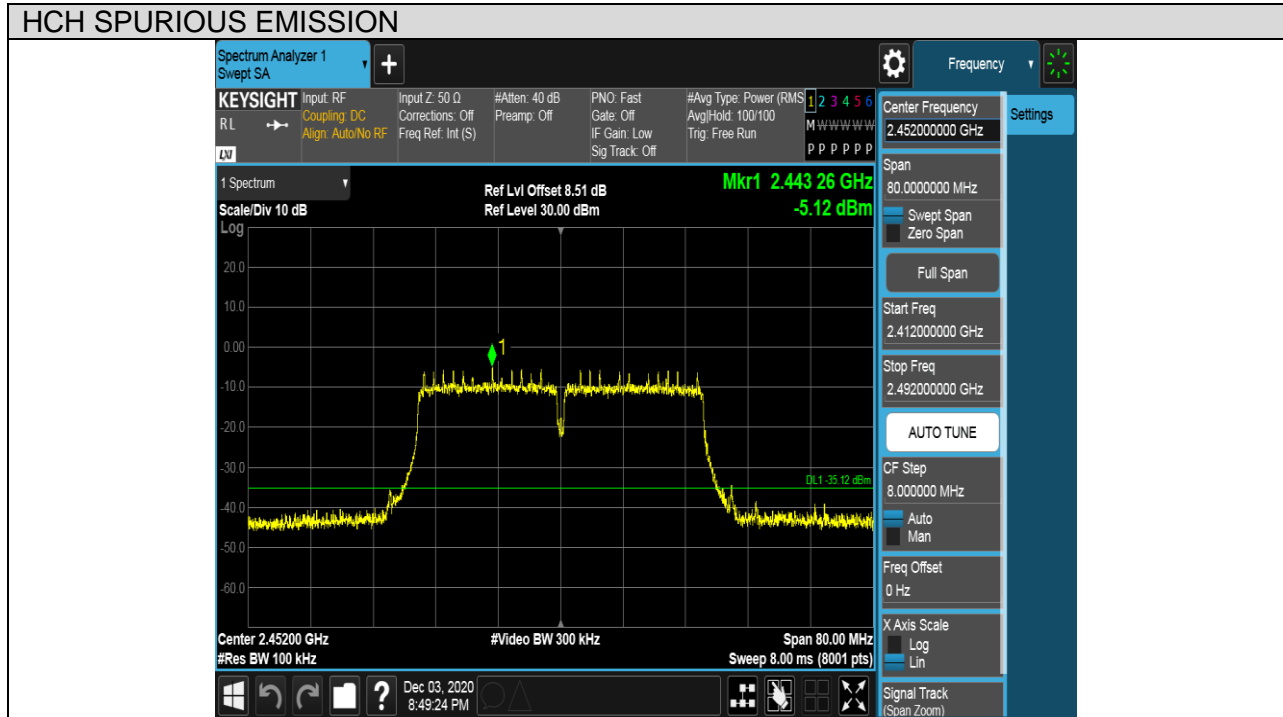 HCH SPURIOUS EMISSION
Spectrum Analyzer 1
Swept SA
Frequency
KEYSIGHT
RL
LXI
Input: RF
Coupling: DC
Align: Auto/No RF
Input Z: 50 Ω
Corrections: Off
Freq Ref: Int (S)
#Atten: 40 dB
Preamp: Off
PNO: Fast
Gate: Off
IF Gain: Low
Sig Track: Off
#Avg Type: Power (RMS
Avg|Hold: 100/100
Trig: Free Run
1 2 3 4 5 6
M W W W W W
P P P P P P
1 Spectrum
Scale/Div 10 dB
Log
Ref Lvl Offset 8.51 dB
Ref Level 30.00 dBm
Mkr1 2.443 26 GHz
-5.12 dBm
20.0
10.0
0.00
-10.0
-20.0
-30.0
-40.0
-50.0
-60.0
1
DL1 -35.12 dBm
Center 2.45200 GHz
#Res BW 100 kHz
#Video BW 300 kHz
Span 80.00 MHz
Sweep 8.00 ms (8001 pts)
Dec 03, 2020
8:49:24 PM
Center Frequency
2.452000000 GHz
Settings
Span
80.0000000 MHz
Swept Span
Zero Span
Full Span
Start Freq
2.412000000 GHz
Stop Freq
2.492000000 GHz
AUTO TUNE
CF Step
8.000000 MHz
Auto
Man
Freq Offset
0 Hz
X Axis Scale
Log
Lin
Signal Track
(Span Zoom)